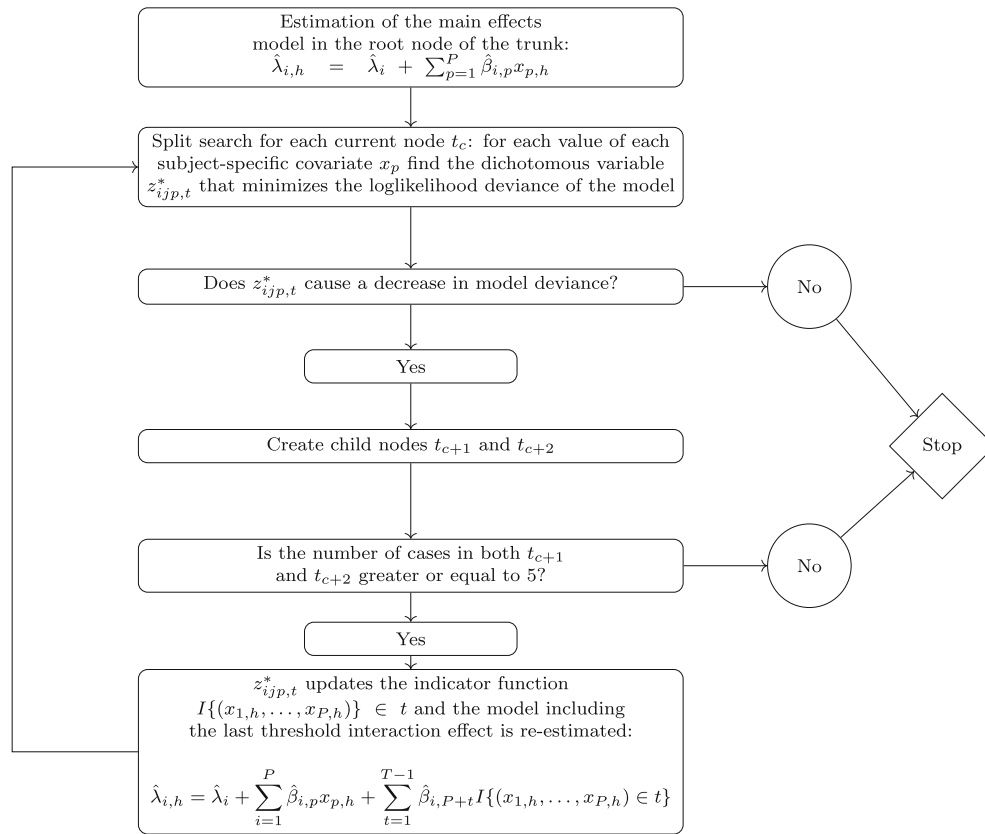 Estimation of the main effects
model in the root node of the trunk:
λ̂_{i,h} = λ̂_i + ∑_{p=1}^{P} β̂_{i,p} x_{p,h}
Split search for each current node t_c: for each value of each
subject-specific covariate x_p find the dichotomous variable
z*_{ijp,t} that minimizes the loglikelihood deviance of the model
Does z*_{ijp,t} cause a decrease in model deviance?
No
Yes
Create child nodes t_{c+1} and t_{c+2}
Stop
Is the number of cases in both t_{c+1}
and t_{c+2} greater or equal to 5?
No
Yes
z*_{ijp,t} updates the indicator function
I{(x_{1,h}, . . . , x_{P,h})} ∈ t and the model including
the last threshold interaction effect is re-estimated:
λ̂_{i,h} = λ̂_i + ∑_{i=1}^{P} β̂_{i,p} x_{p,h} + ∑_{t=1}^{T−1} β̂_{i,P+t} I{(x_{1,h}, . . . , x_{P,h}) ∈ t}